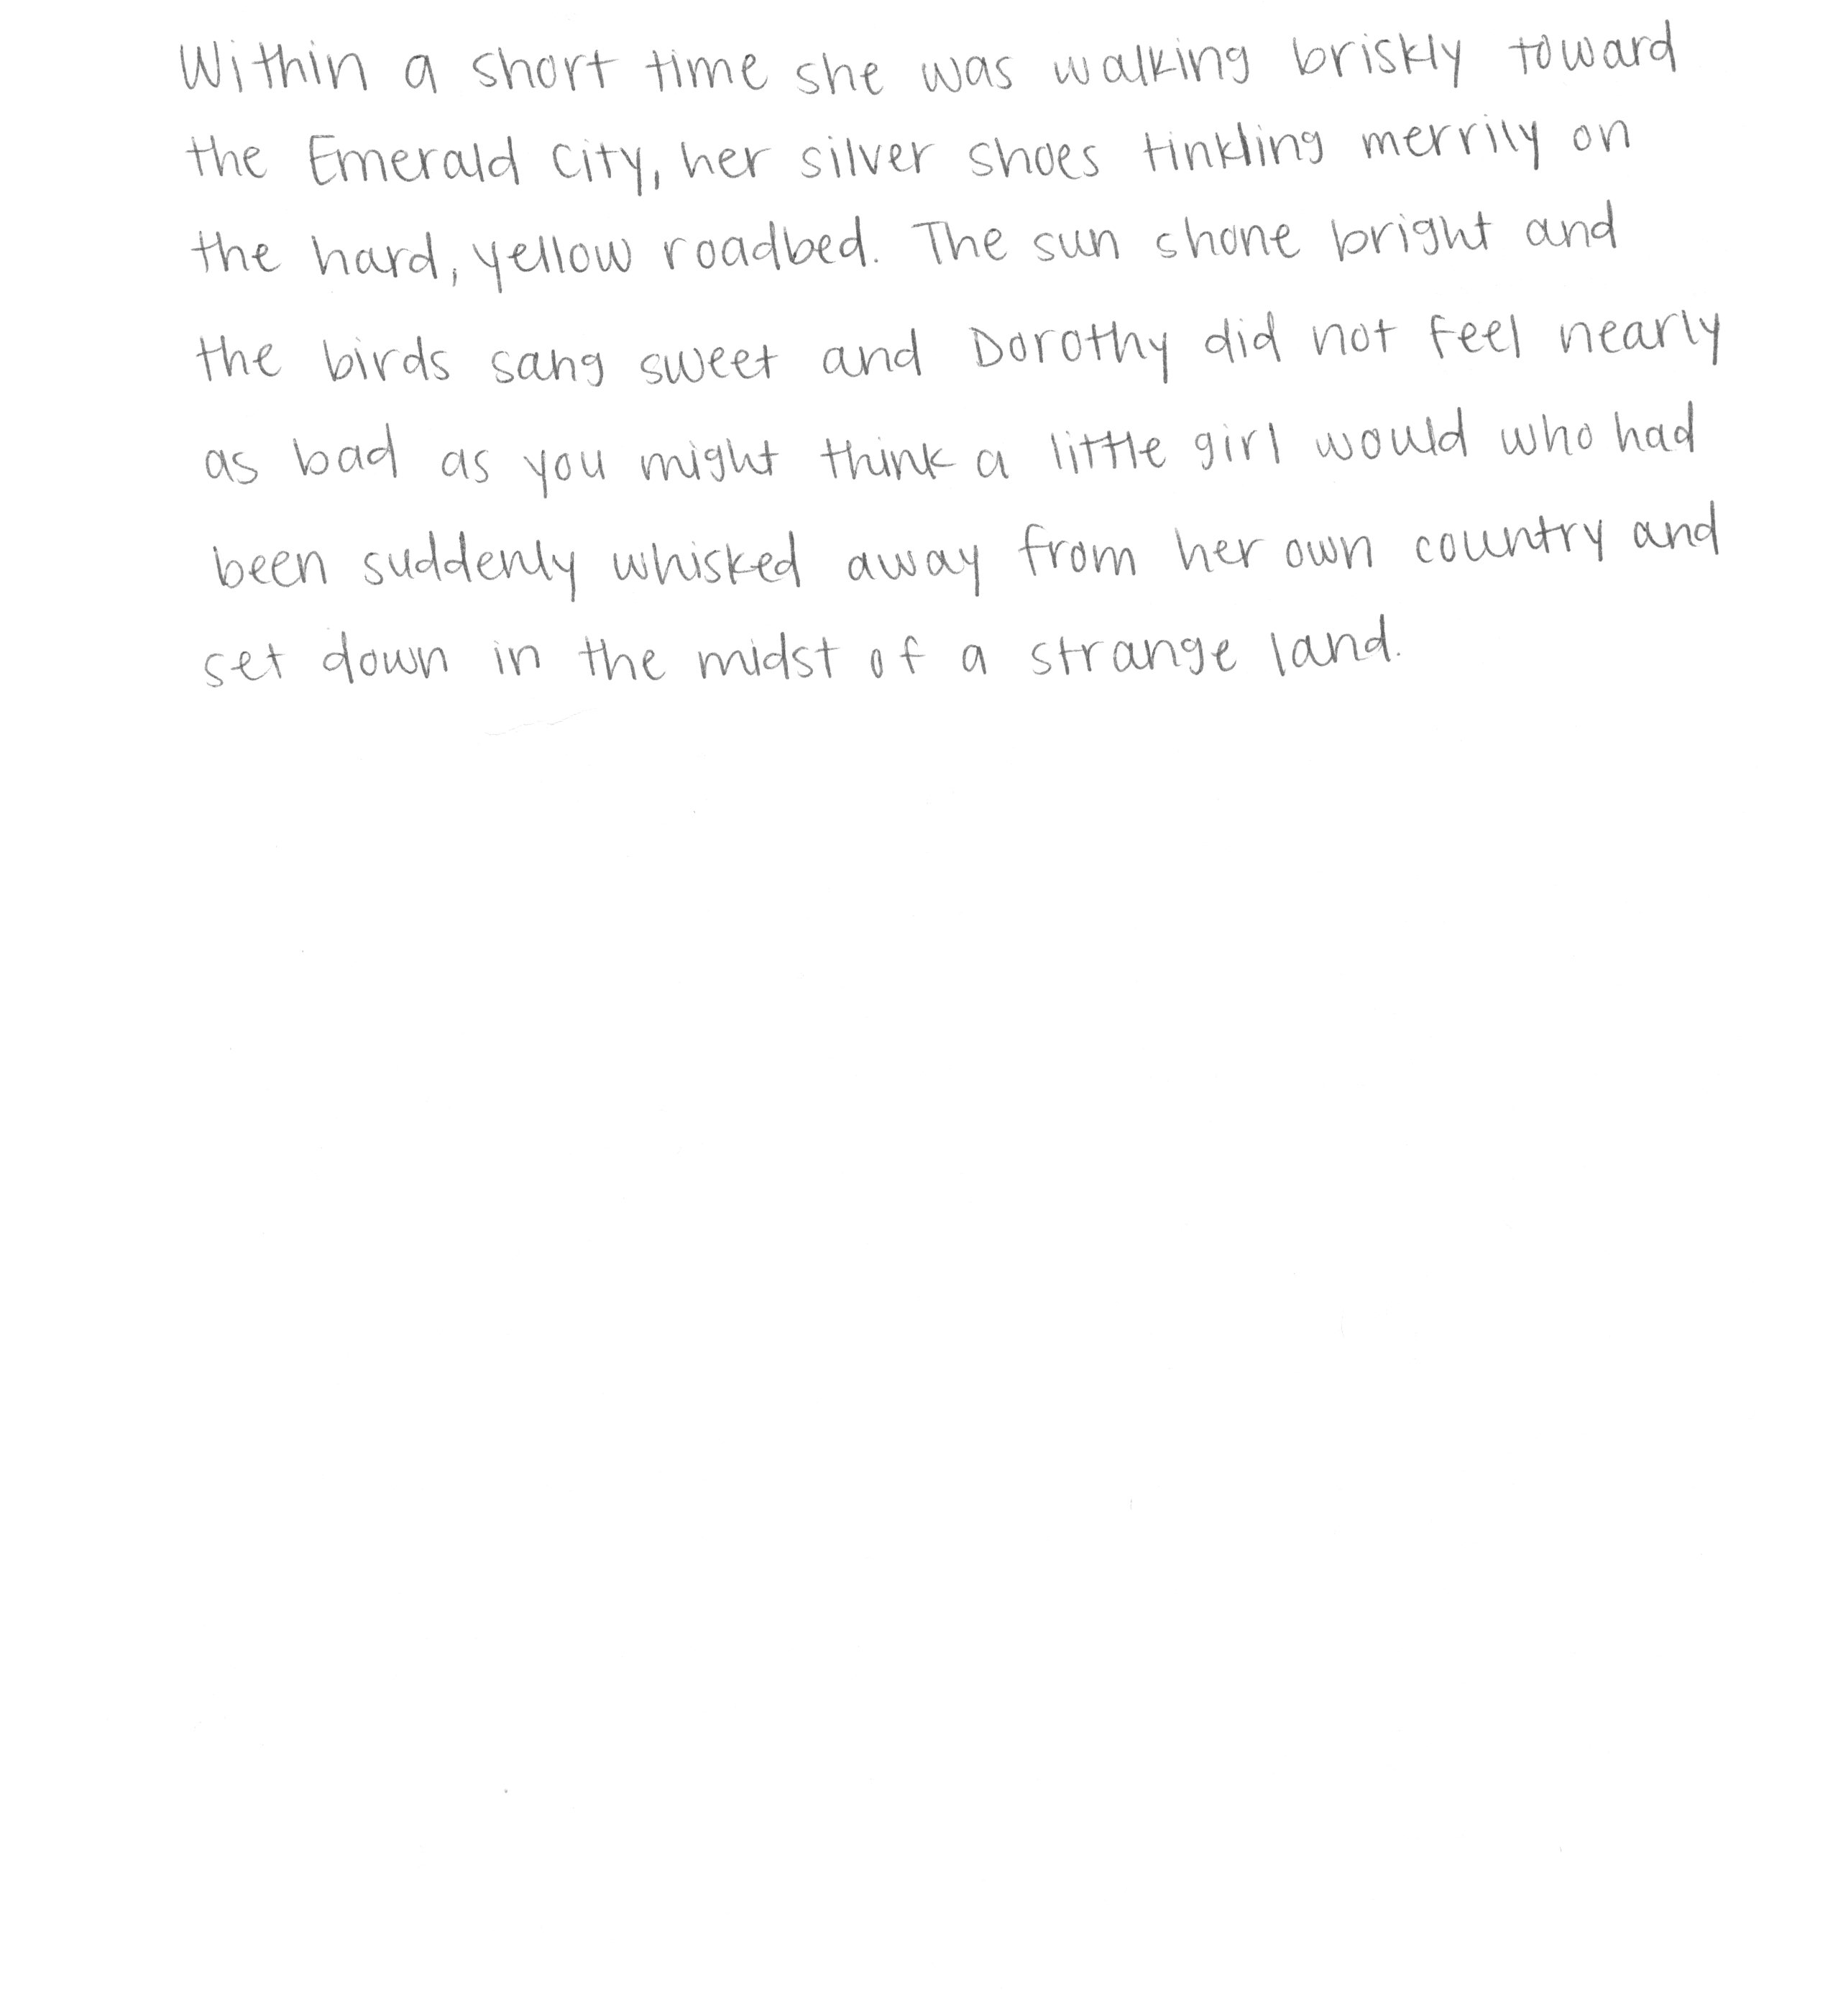 Within a short time she was walking briskly toward
the Emerald City, her silver shoes tinkling merrily on
the hard, yellow roadbed. The sun shone bright and
the birds sang sweet and Dorothy did not feel nearly
as bad as you might think a little girl would who had
been suddenly whisked away from her own country and
set down in the midst of a strange land.